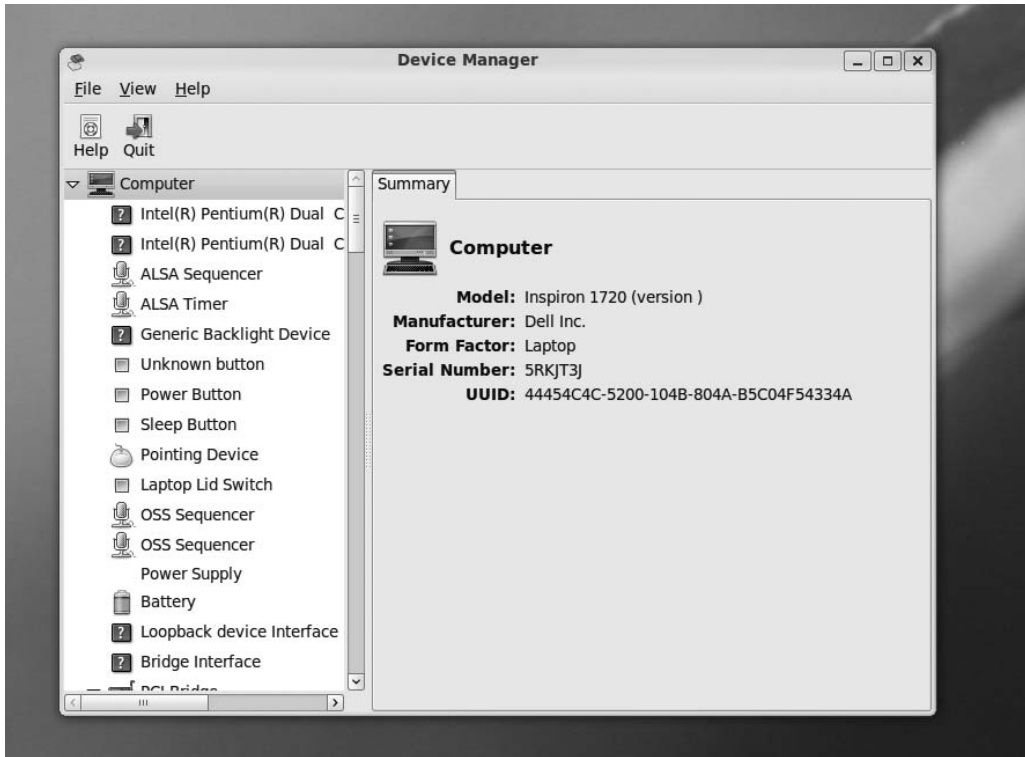 Device Manager
File View Help
Help Quit
Computer
Intel(R) Pentium(R) Dual C
Intel(R) Pentium(R) Dual C
ALSA Sequencer
ALSA Timer
Generic Backlight Device
Unknown button
Power Button
Sleep Button
Pointing Device
Laptop Lid Switch
OSS Sequencer
OSS Sequencer
Power Supply
Battery
Loopback device Interface
Bridge Interface
PCI Bridge
Summary
Computer
Model: Inspiron 1720 (version )
Manufacturer: Dell Inc.
Form Factor: Laptop
Serial Number: 5RKJT3J
UUID: 44454C4C-5200-104B-804A-B5C04F54334A